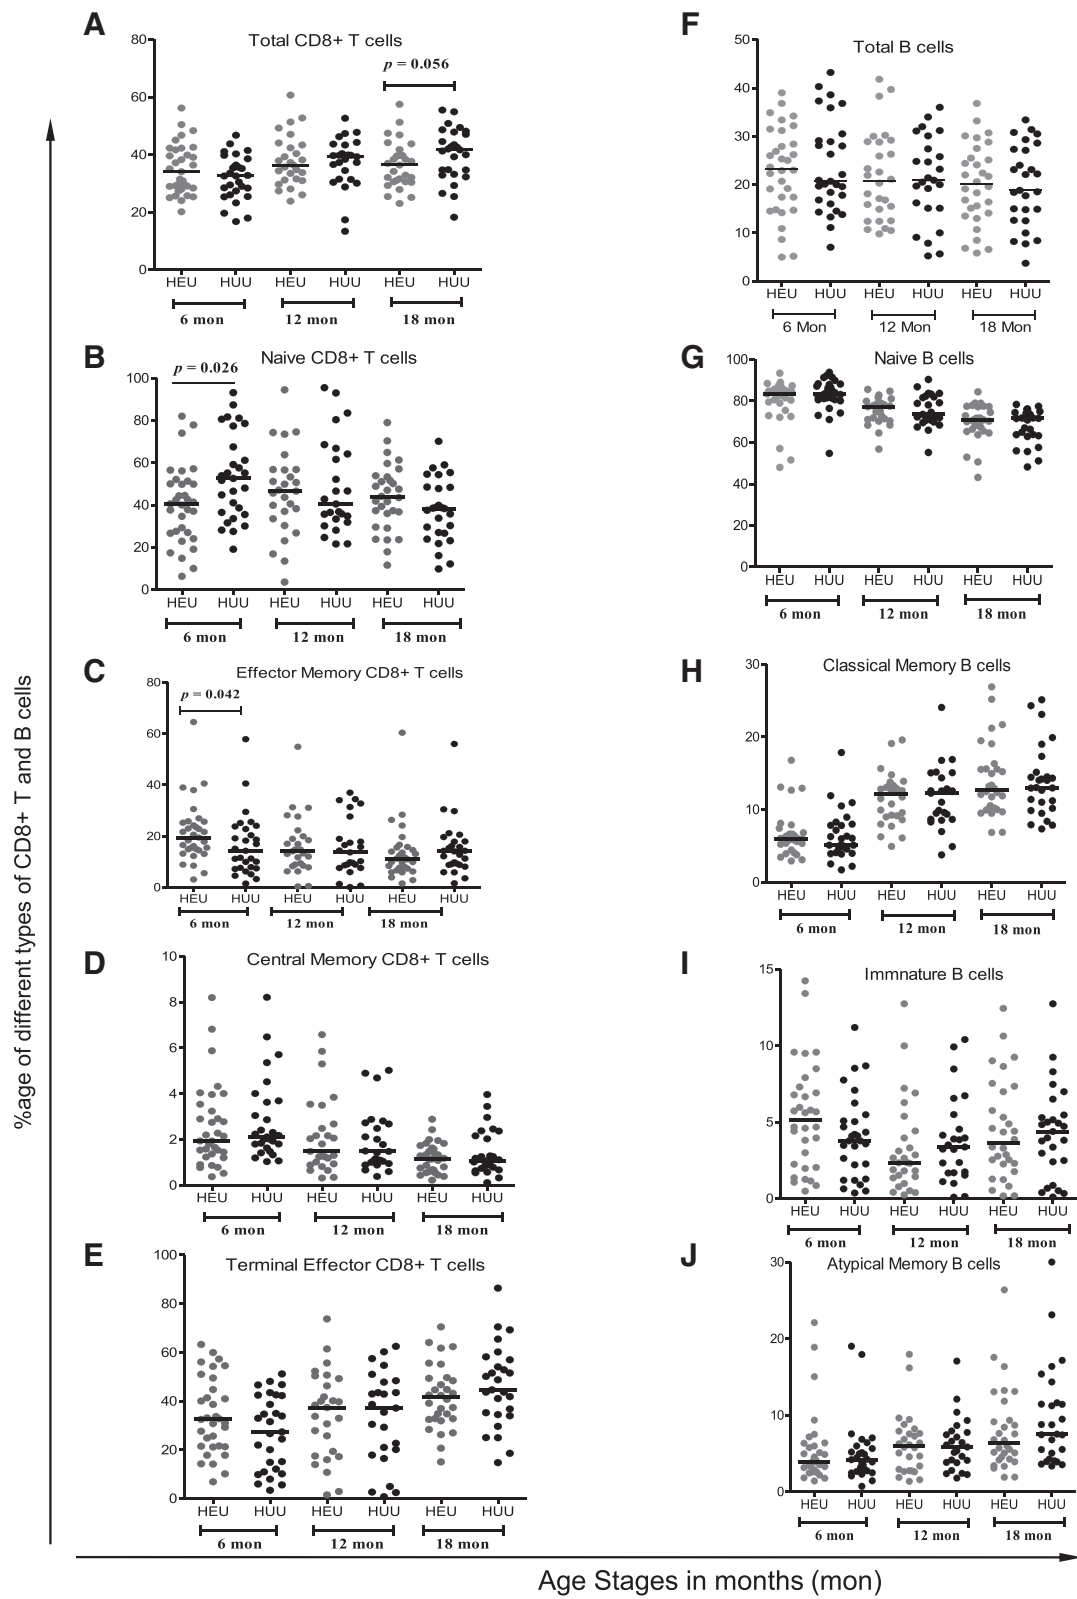 %age of different types of CD8+ T and B cells
A
Total CD8+ T cells
p = 0.056
80
60
40
20
0
HEU HUU HEU HUU HEU HUU
6 mon 12 mon 18 mon
B
Naive CD8+ T cells
p = 0.026
100
80
60
40
20
0
HEU HUU HEU HUU HEU HUU
6 mon 12 mon 18 mon
C
Effector Memory CD8+ T cells
p = 0.042
80
60
40
20
0
HEU HUU HEU HUU HEU HUU
6 mon 12 mon 18 mon
D
Central Memory CD8+ T cells
10
8
6
4
2
0
HEU HUU HEU HUU HEU HUU
6 mon 12 mon 18 mon
E
Terminal Effector CD8+ T cells
100
80
60
40
20
0
HEU HUU HEU HUU HEU HUU
6 mon 12 mon 18 mon
F
Total B cells
50
40
30
20
10
0
HEU HUU HEU HUU HEU HUU
6 Mon 12 Mon 18 Mon
G
Naive B cells
100
80
60
40
20
0
HEU HUU HEU HUU HEU HUU
6 mon 12 mon 18 mon
H
Classical Memory B cells
30
20
10
0
HEU HUU HEU HUU HEU HUU
6 mon 12 mon 18 mon
I
Immnature B cells
15
10
5
0
HEU HUU HEU HUU HEU HUU
6 mon 12 mon 18 mon
J
Atypical Memory B cells
30
20
10
0
HEU HUU HEU HUU HEU HUU
6 mon 12 mon 18 mon
Age Stages in months (mon)